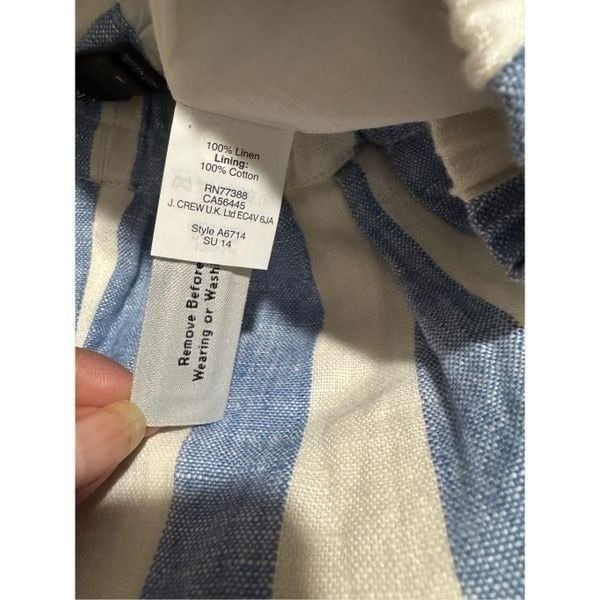 100% Linen
Lining:
100% Cotton
RN77388
CA56445
J. CREW U.K. Ltd EC4V 6JA
Style A6714
SU 14
Remove Before
Wearing or Wash